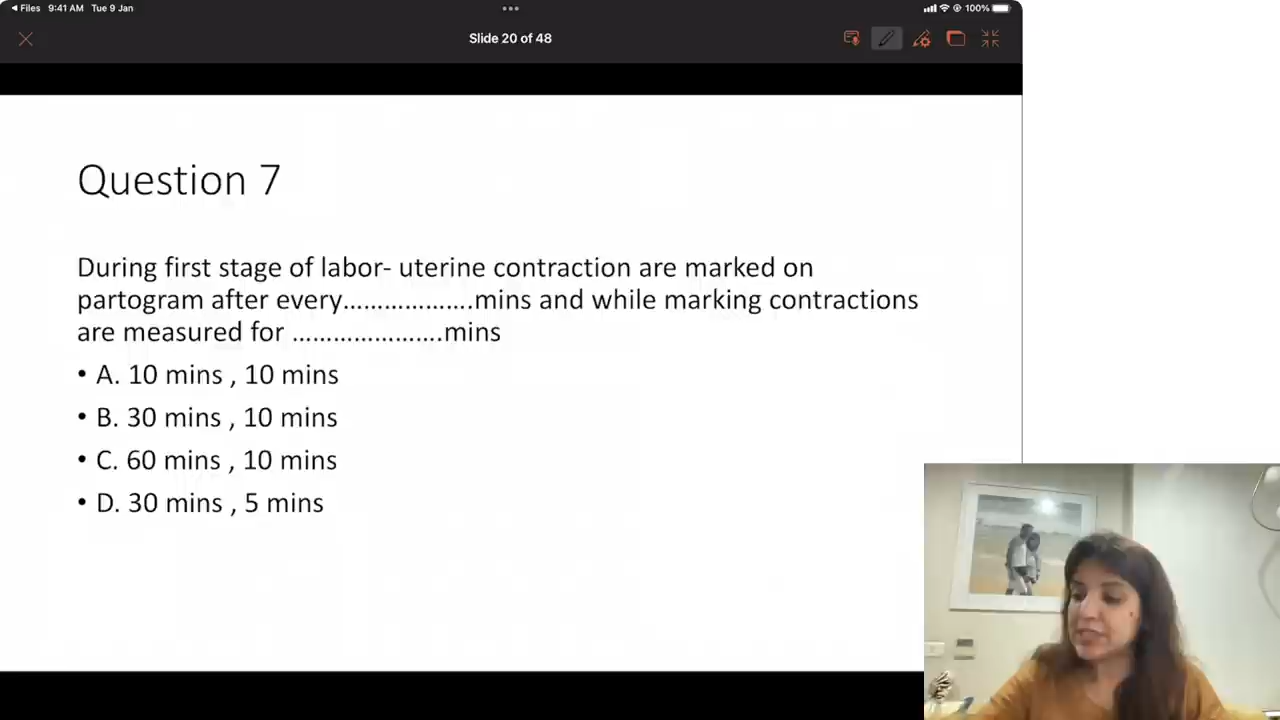 Files 9:41 AM Tue 9 Jan 100%
Slide 20 of 48
Question 7
During first stage of labor- uterine contraction are marked on
partogram after every...................mins and while marking contractions
are measured for ......................mins
• A. 10 mins , 10 mins
• B. 30 mins , 10 mins
• C. 60 mins , 10 mins
• D. 30 mins , 5 mins